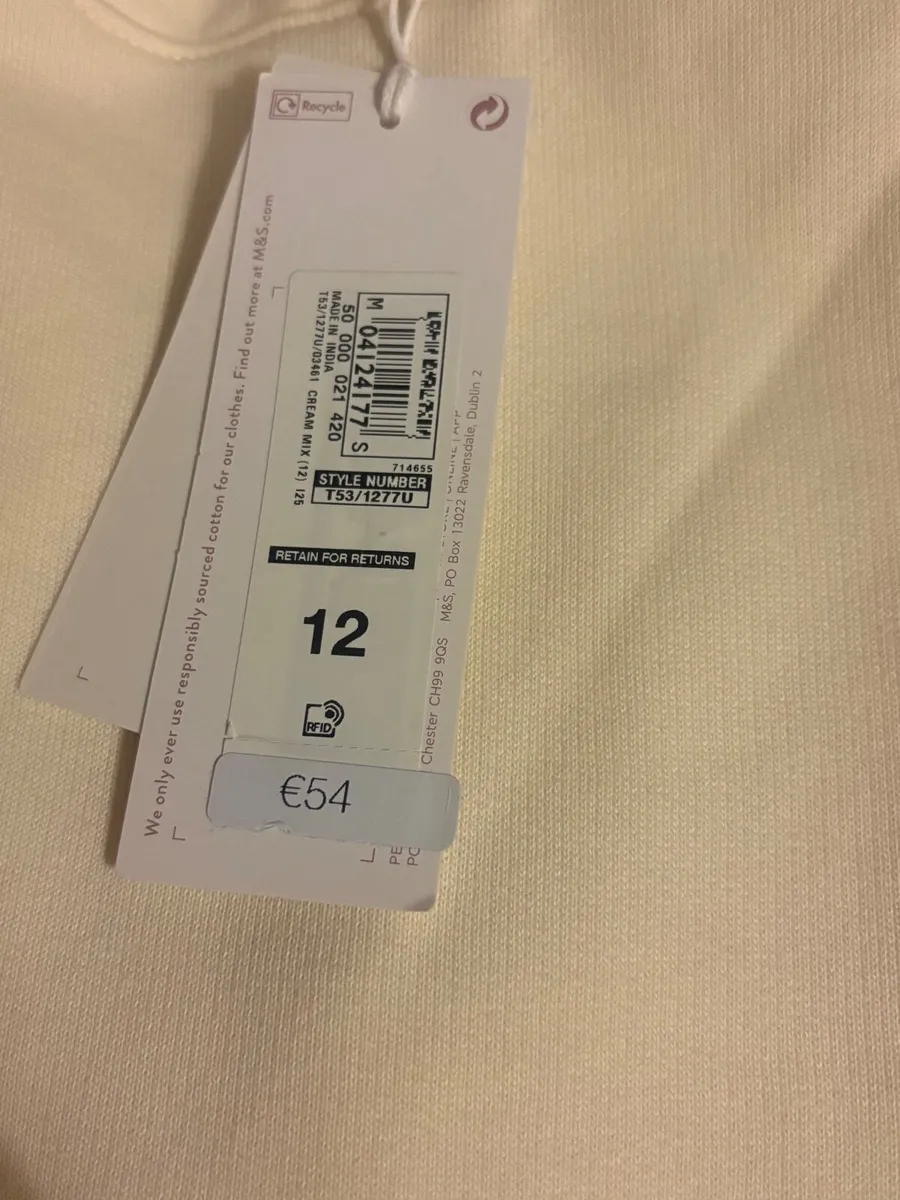 Recycle
We only ever use responsibly sourced cotton for our clothes. Find out more at M&S.com
M 04124177 S
50 000 021 420
MADE IN INDIA
T53/1277U/03461 CREAM MIX (12) I25
714655
STYLE NUMBER
T53/1277U
RETAIN FOR RETURNS
12
RFID
€54
Chester CH99 9QS
M&S, PO Box 13022 Ravensdale, Dublin 2